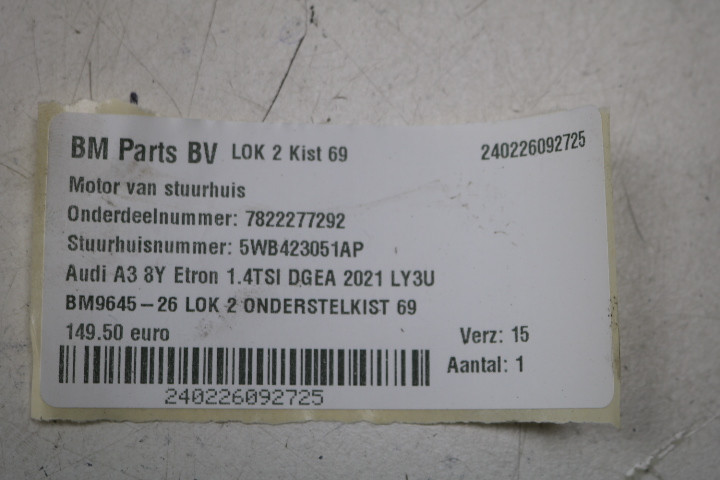 BM Parts BV LOK 2 Kist 69 240226092725
Motor van stuurhuis
Onderdeelnummer: 7822277292
Stuurhuisnummer: 5WB423051AP
Audi A3 8Y Etron 1.4TSI DGEA 2021 LY3U
BM9645-26 LOK 2 ONDERSTELKIST 69
149.50 euro Verz: 15
Aantal: 1
240226092725